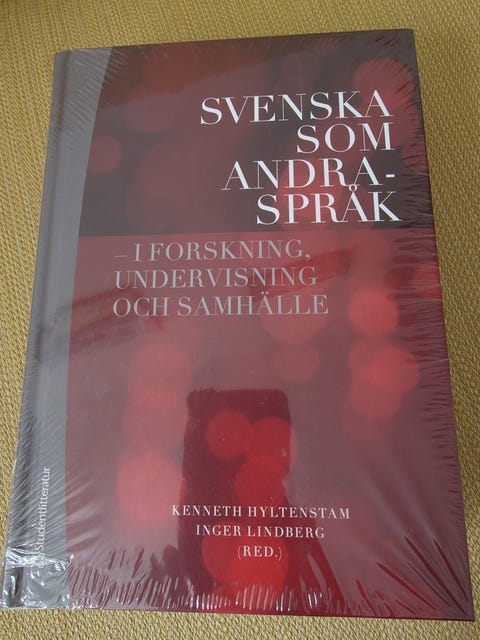 SVENSKA
SOM
ANDRA-
SPRÅK
– I FORSKNING,
UNDERVISNING
OCH SAMHÄLLE
KENNETH HYLTENSTAM
INGER LINDBERG
(RED.)
Studentlitteratur